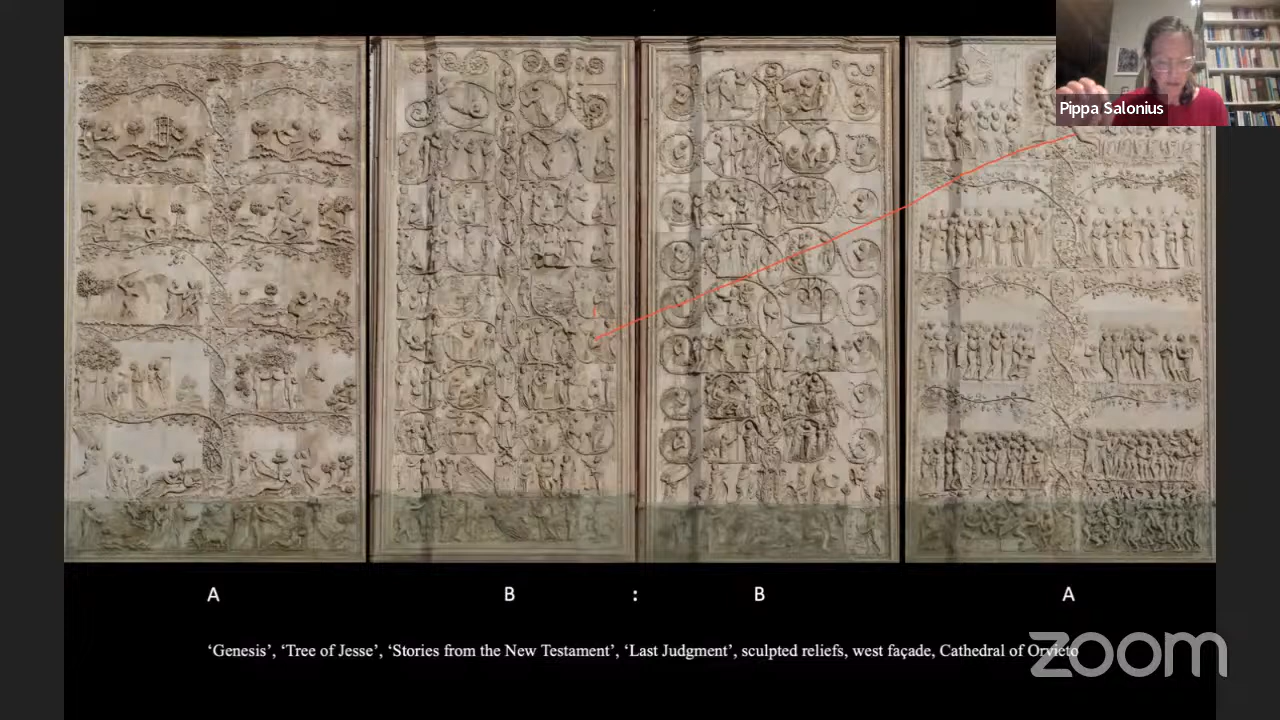 Pippa Salonius
A B : B A
‘Genesis’, ‘Tree of Jesse’, ‘Stories from the New Testament’, ‘Last Judgment’, sculpted reliefs, west façade, Cathedral of Orvieto
zoom